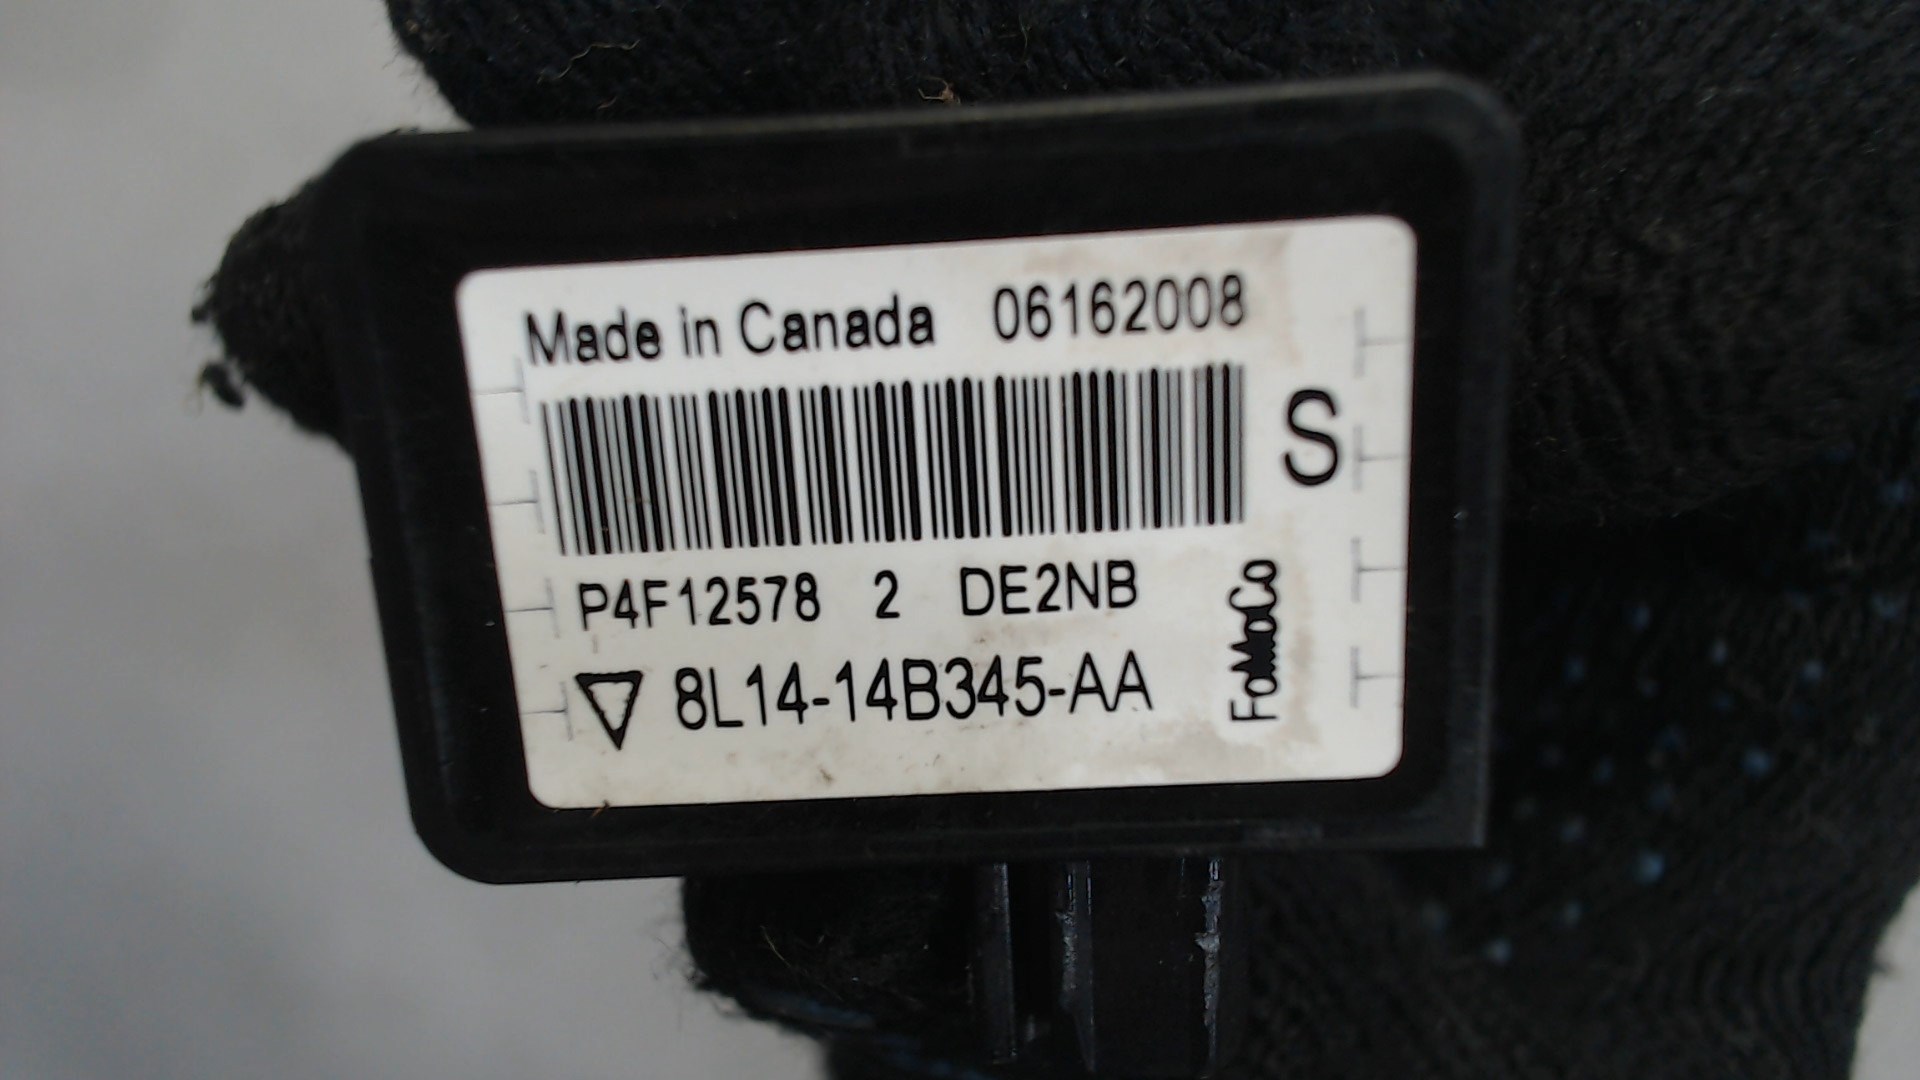 Made in Canada 06162008
S
P4F12578 2 DE2NB
8L14-14B345-AA
FoMoCo